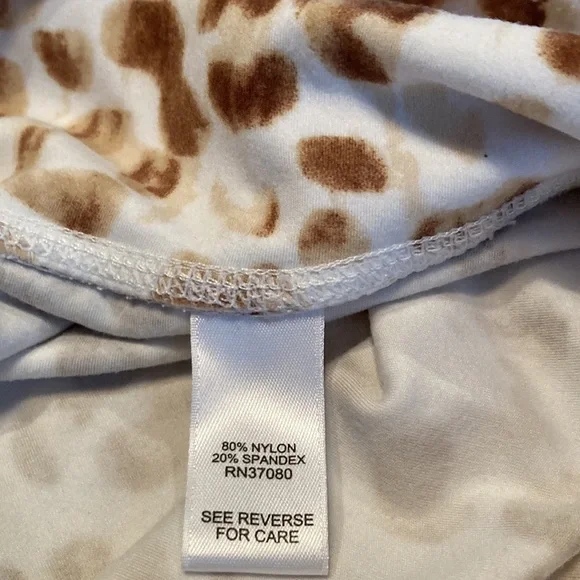 80% NYLON
20% SPANDEX
RN37080
SEE REVERSE
FOR CARE